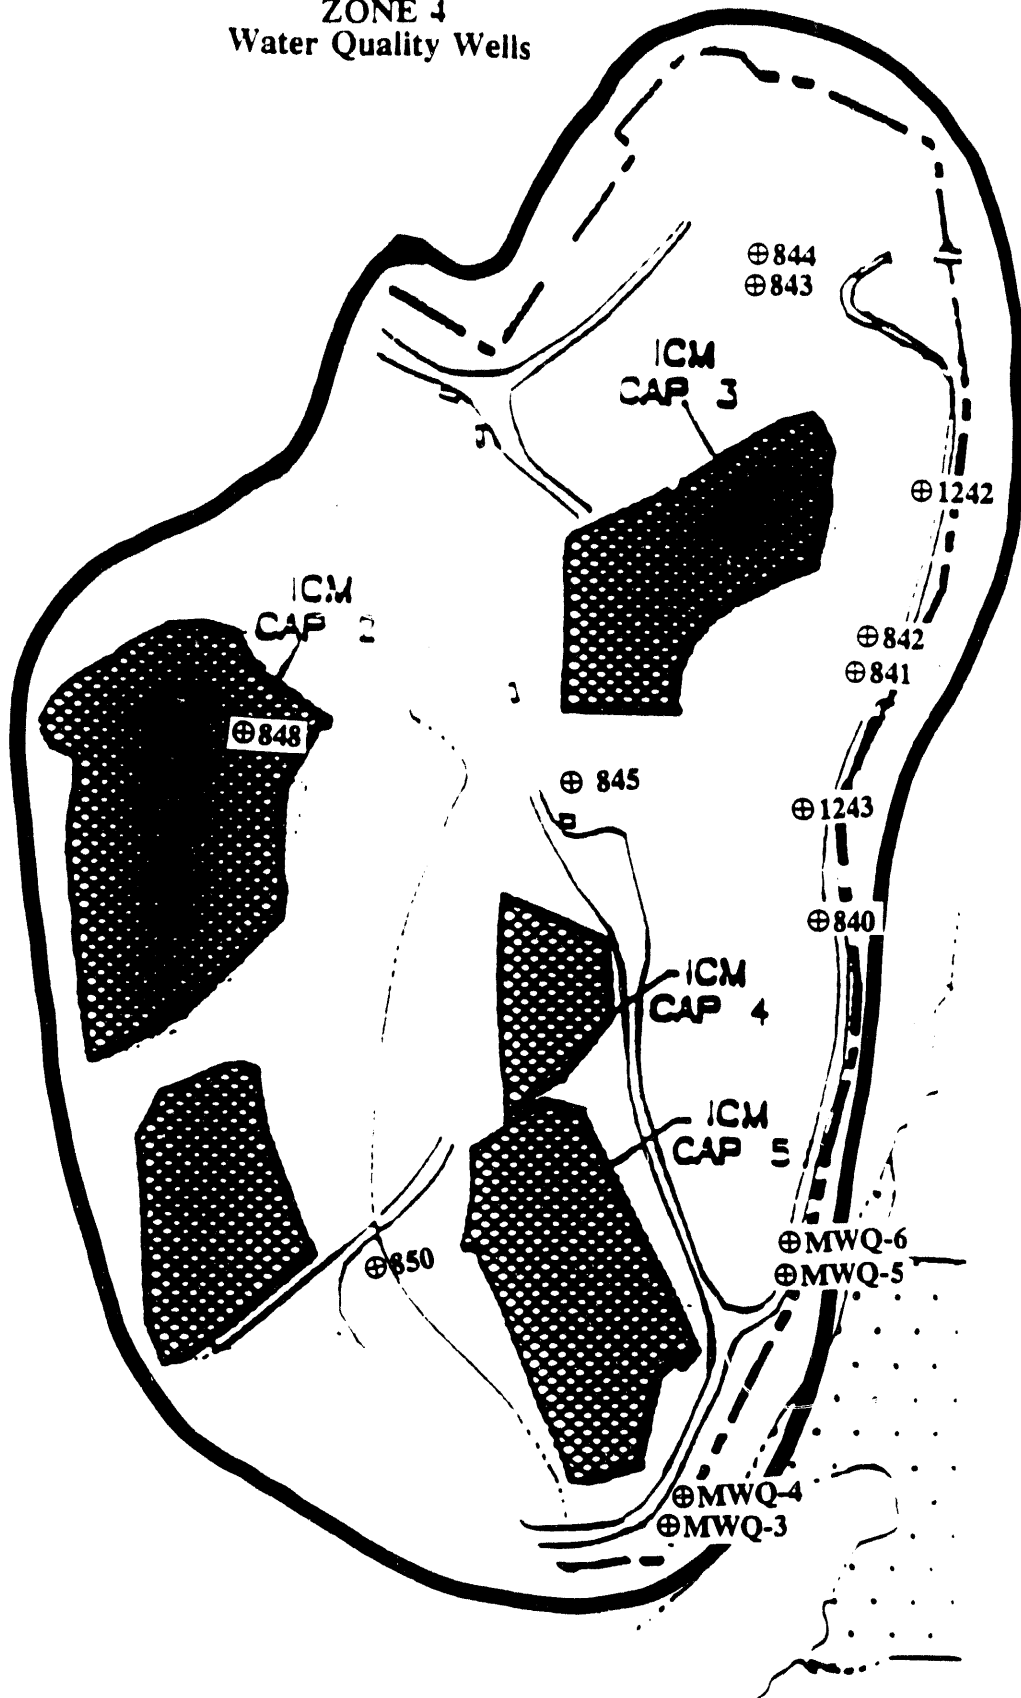 ZONE 4
Water Quality Wells
⊕844
⊕843
ICM
CAP 3
⊕1242
ICM
CAP 2
⊕842
⊕841
⊕848
⊕ 845
⊕1243
⊕840
ICM
CAP 4
ICM
CAP 5
⊕MWQ-6
⊕850
⊕MWQ-5
⊕MWQ-4
⊕MWQ-3